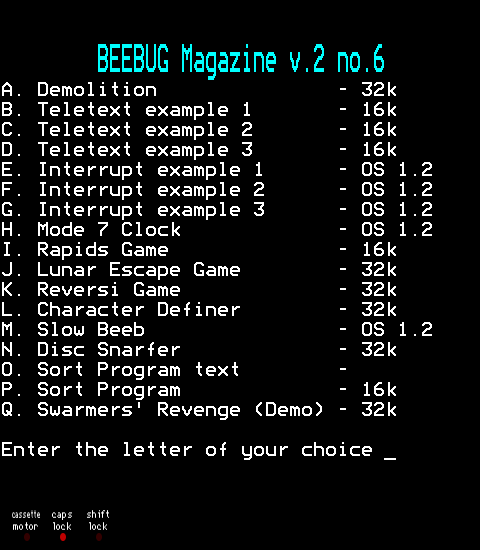 BEEBUG Magazine v.2 no.6
A. Demolition - 32k
B. Teletext example 1 - 16k
C. Teletext example 2 - 16k
D. Teletext example 3 - 16k
E. Interrupt example 1 - OS 1.2
F. Interrupt example 2 - OS 1.2
G. Interrupt example 3 - OS 1.2
H. Mode 7 Clock - OS 1.2
I. Rapids Game - 16k
J. Lunar Escape Game - 32k
K. Reversi Game - 32k
L. Character Definer - 32k
M. Slow Beeb - OS 1.2
N. Disc Snarfer - 32k
O. Sort Program text -
P. Sort Program - 16k
Q. Swarmers' Revenge (Demo) - 32k
Enter the letter of your choice _
cassette motor caps lock shift lock